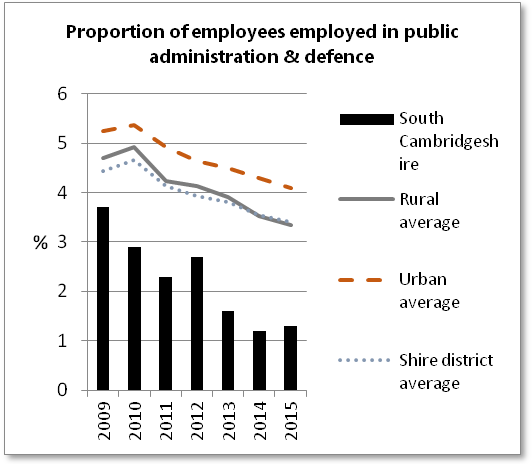 Proportion of employees employed in public
administration & defence
6
5
4
3
2
1
0
%
2009
2010
2011
2012
2013
2014
2015
South
Cambridgesh
ire
Rural
average
Urban
average
Shire district
average